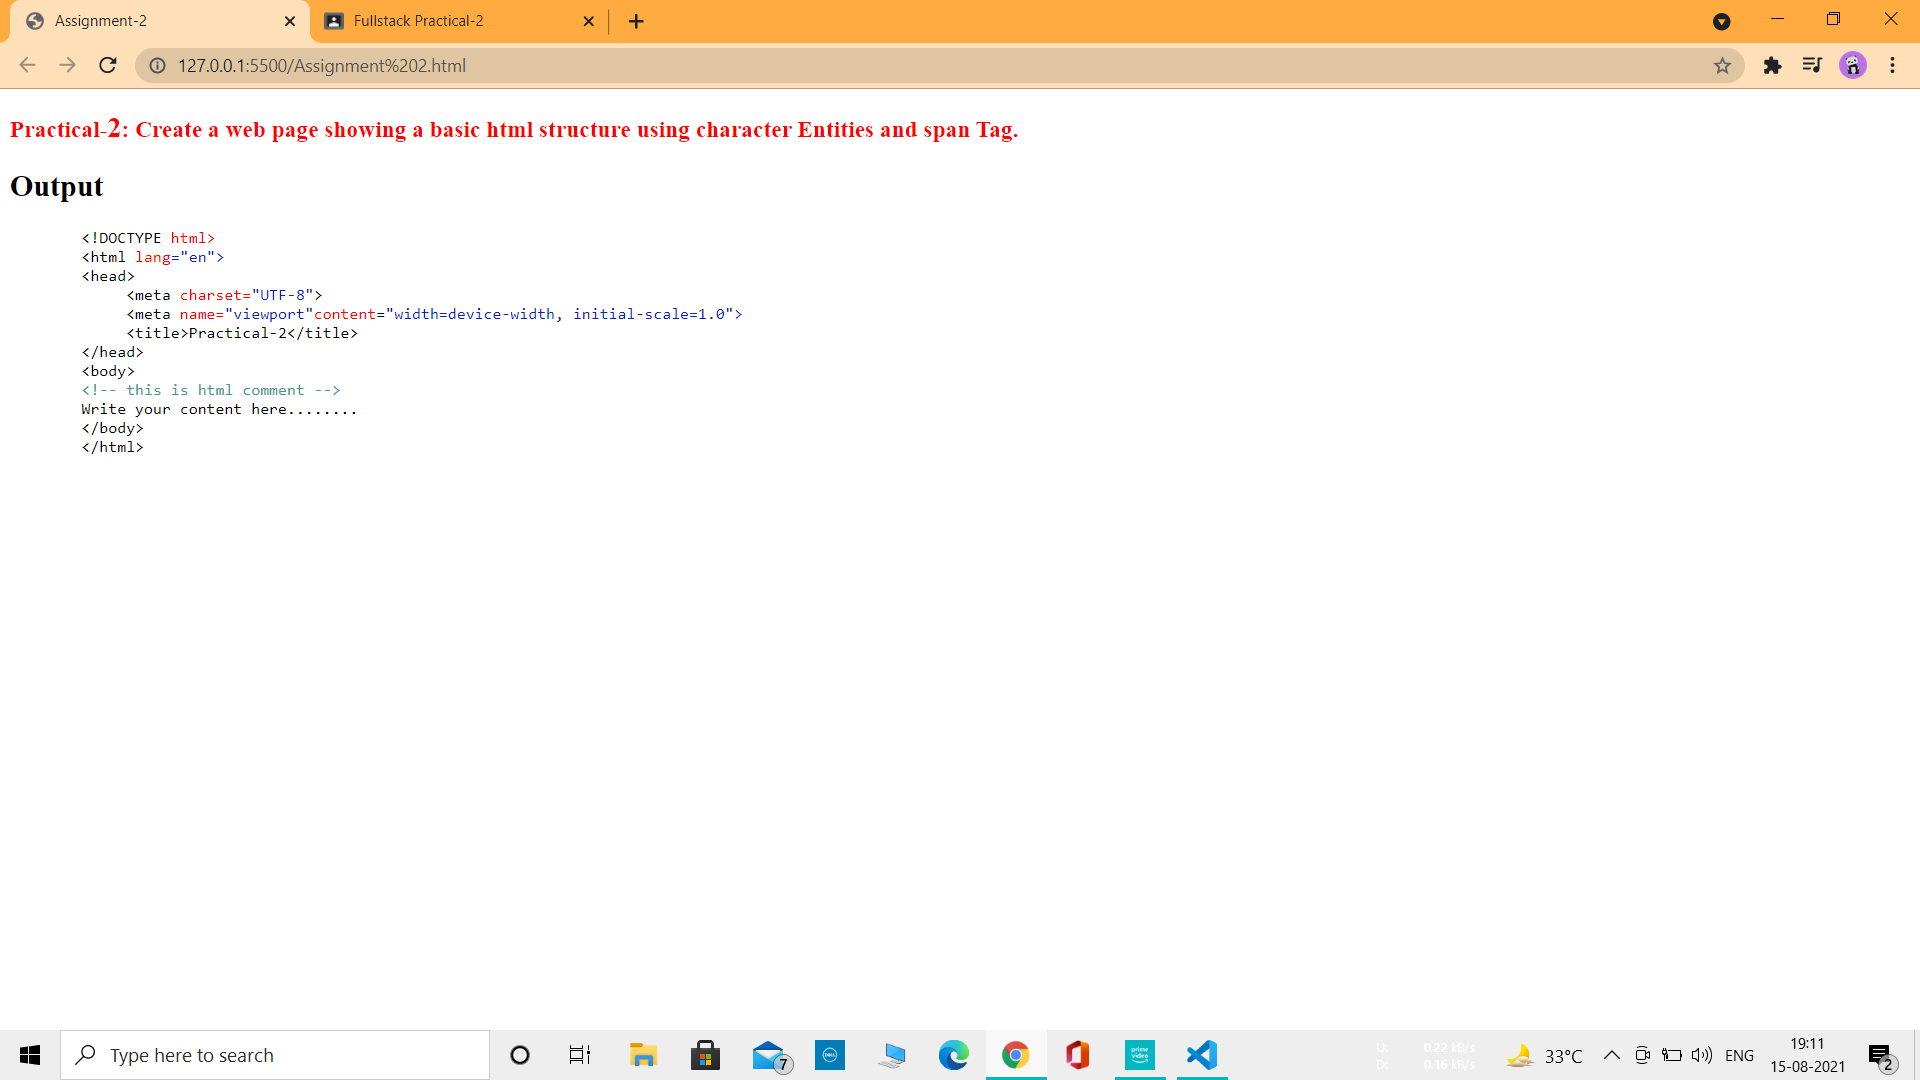 Assignment-2
Fullstack Practical-2
127.0.0.1:5500/Assignment%202.html
Practical-2: Create a web page showing a basic html structure using character Entities and span Tag.
Output
<!DOCTYPE html>
<html lang="en">
<head>
<meta charset="UTF-8">
<meta name="viewport"content="width=device-width, initial-scale=1.0">
<title>Practical-2</title>
</head>
<body>
<!-- this is html comment -->
Write your content here........
</body>
</html>
Type here to search
7
DELL
prime video
U: 0.22 kB/s
D: 0.16 kB/s
33°C
ENG
19:11
15-08-2021
2